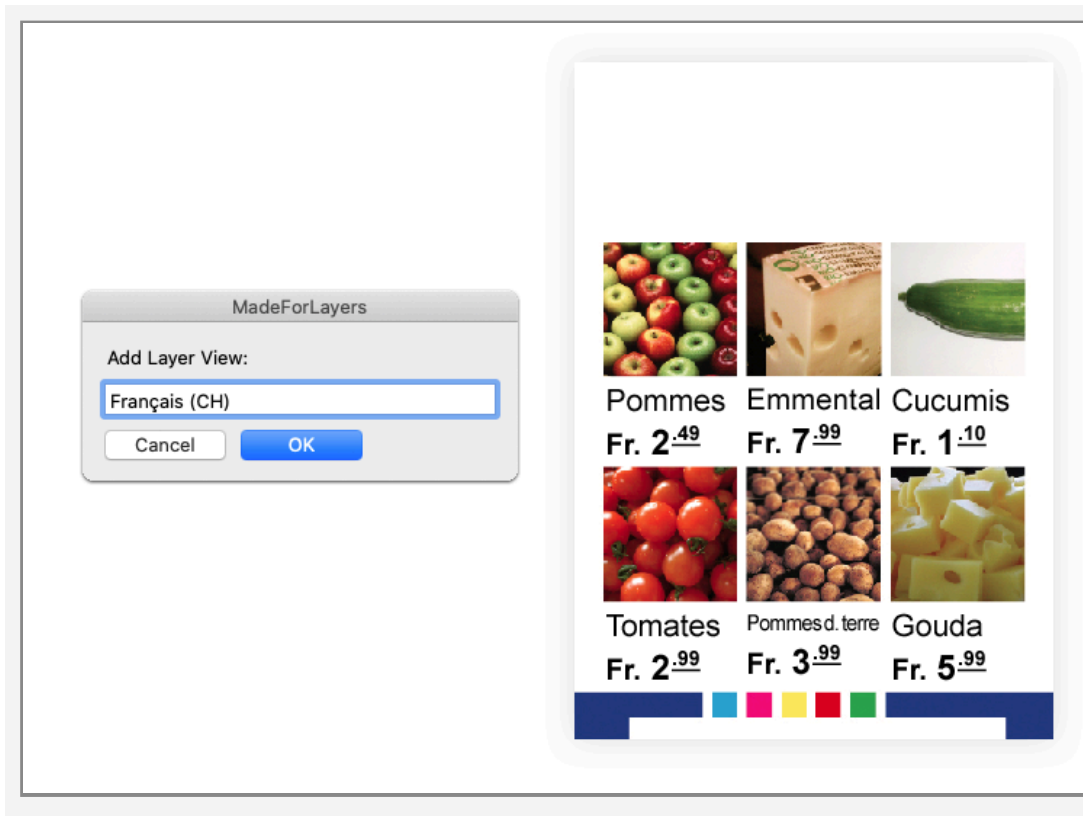 MadeForLayers
Add Layer View:
Français (CH)
Cancel OK
Pommes Emmental Cucumis
Fr. 2.49 Fr. 7.99 Fr. 1.10
Tomates Pommes d. terre Gouda
Fr. 2.99 Fr. 3.99 Fr. 5.99